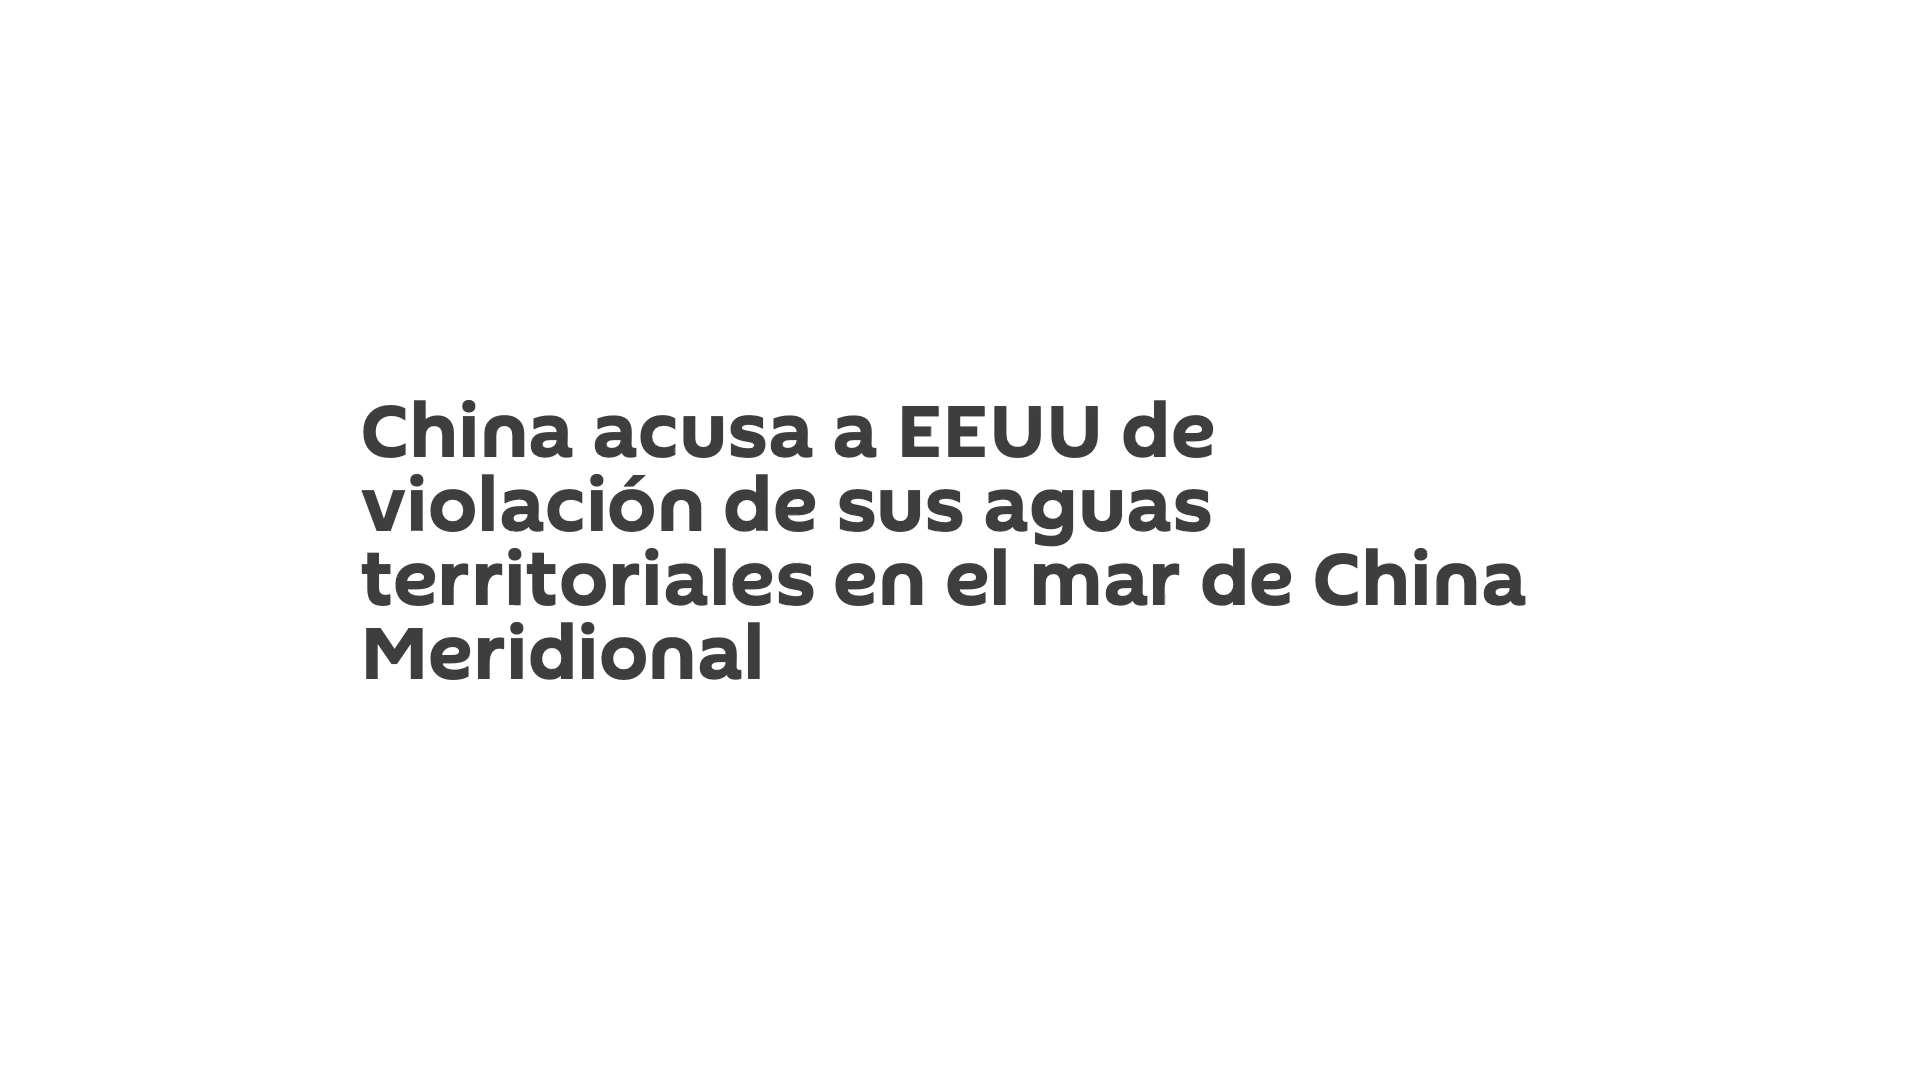 China acusa a EEUU de
violación de sus aguas
territoriales en el mar de China
Meridional